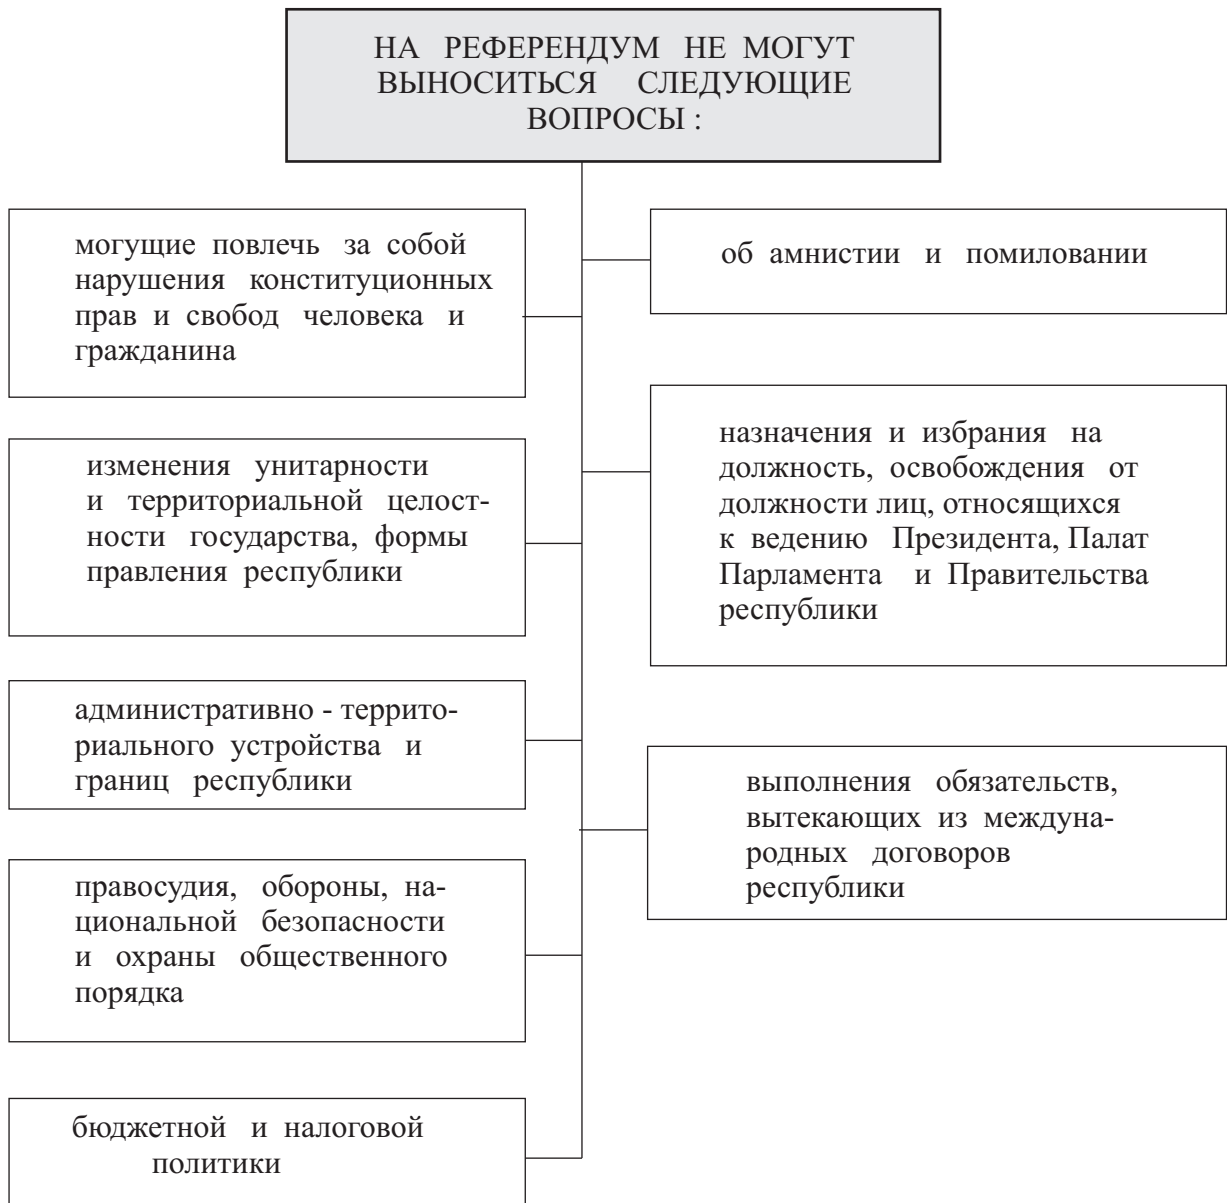 НА РЕФЕРЕНДУМ НЕ МОГУТ
ВЫНОСИТЬСЯ СЛЕДУЮЩИЕ
ВОПРОСЫ :
могущие повлечь за собой
нарушения конституционных
прав и свобод человека и
гражданина
изменения унитарности
и территориальной целост-
ности государства, формы
правления республики
административно - террито-
риального устройства и
границ республики
правосудия, обороны, на-
циональной безопасности
и охраны общественного
порядка
бюджетной и налоговой
политики
об амнистии и помиловании
назначения и избрания на
должность, освобождения от
должности лиц, относящихся
к ведению Президента, Палат
Парламента и Правительства
республики
выполнения обязательств,
вытекающих из междуна-
родных договоров
республики